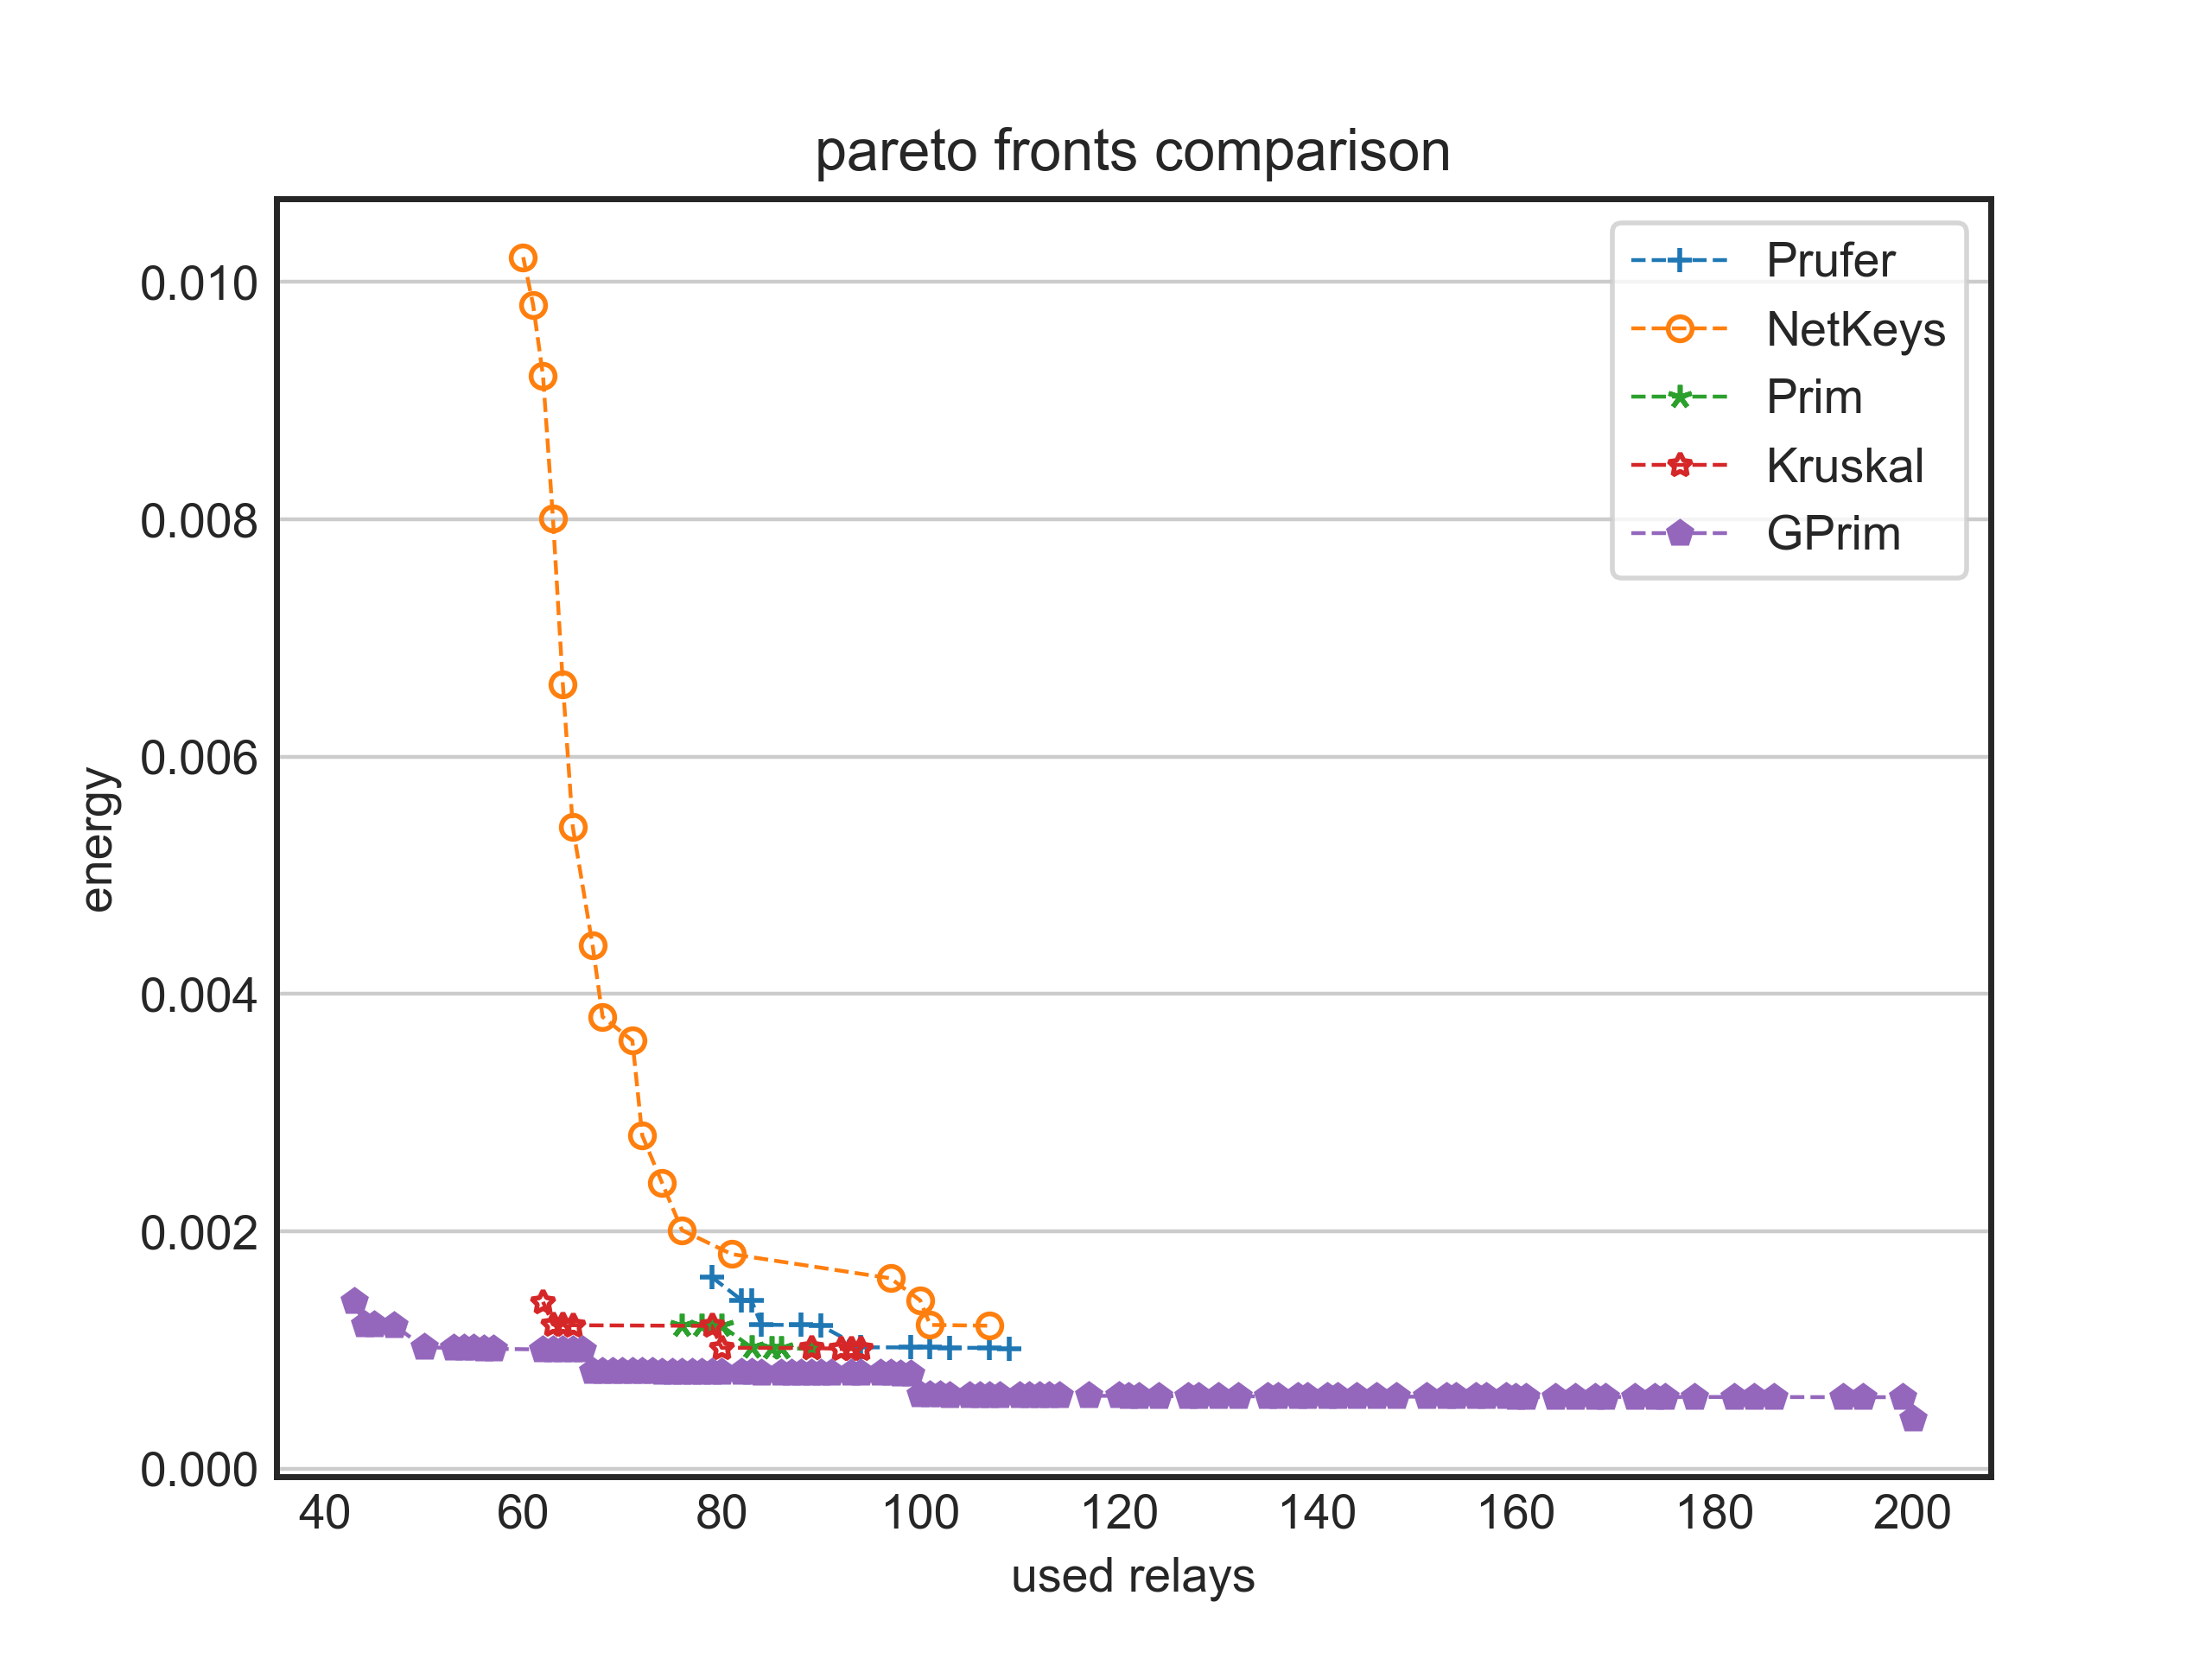 pareto fronts comparison
Prufer
NetKeys
Prim
Kruskal
GPrim
0.010
0.008
0.006
0.004
0.002
0.000
energy
40 60 80 100 120 140 160 180 200
used relays